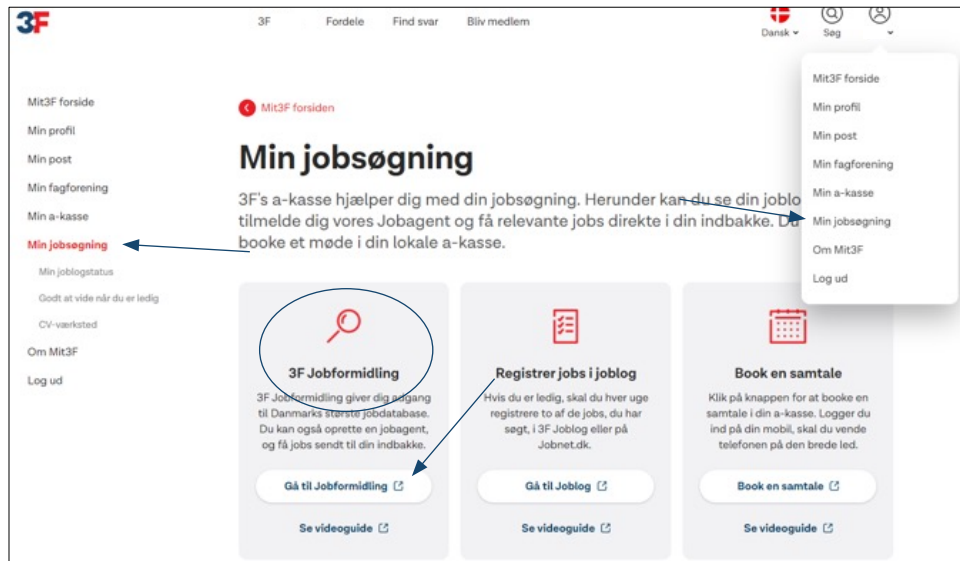 3F
3F Fordele Find svar Bliv medlem
Dansk Søg
Mit3F forside
Min profil
Min post
Min fagforening
Min a-kasse
Min jobsøgning
Om Mit3F
Log ud
Mit3F forside
Min profil
Min post
Min fagforening
Min a-kasse
Min jobsøgning
Min joblogstatus
Godt at vide når du er ledig
CV-værksted
Om Mit3F
Log ud
Mit3F forsiden
Min jobsøgning
3F's a-kasse hjælper dig med din jobsøgning. Herunder kan du se din joblo
tilmelde dig vores Jobagent og få relevante jobs direkte i din indbakke. Du
booke et møde i din lokale a-kasse.
3F Jobformidling
3F Jobformidling giver dig adgang
til Danmarks største jobdatabase.
Du kan også oprette en jobagent,
og få jobs sendt til din indbakke.
Gå til Jobformidling
Se videoguide
Registrer jobs i joblog
Hvis du er ledig, skal du hver uge
registrere to af de jobs, du har
søgt, i 3F Joblog eller på
Jobnet.dk.
Gå til Joblog
Se videoguide
Book en samtale
Klik på knappen for at booke en
samtale i din a-kasse. Logger du
ind på din mobil, skal du vende
telefonen på den brede led.
Book en samtale
Se videoguide